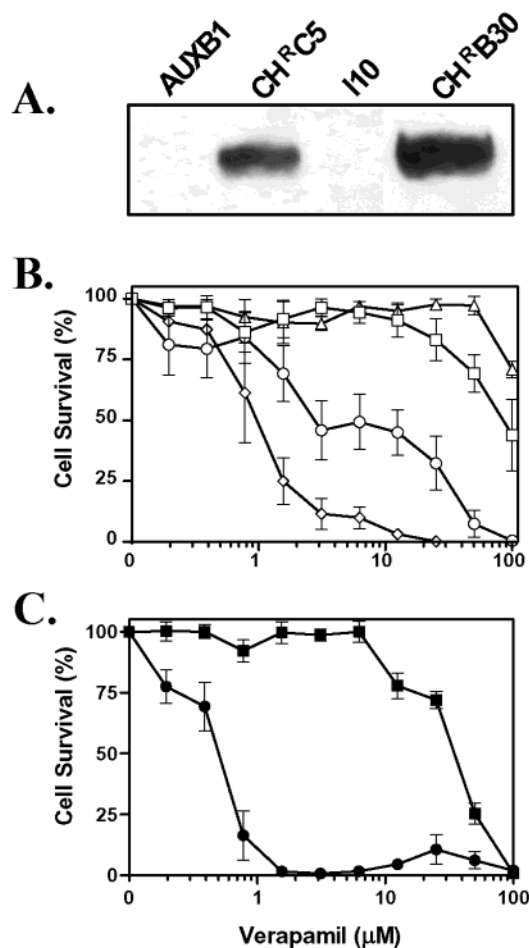 A.
AUXB1
CHRC5
I10
CHRB30
B.
Cell Survival (%)
100
75
50
25
0
0
1
10
100
C.
Cell Survival (%)
100
75
50
25
0
0
1
10
100
Verapamil (μM)